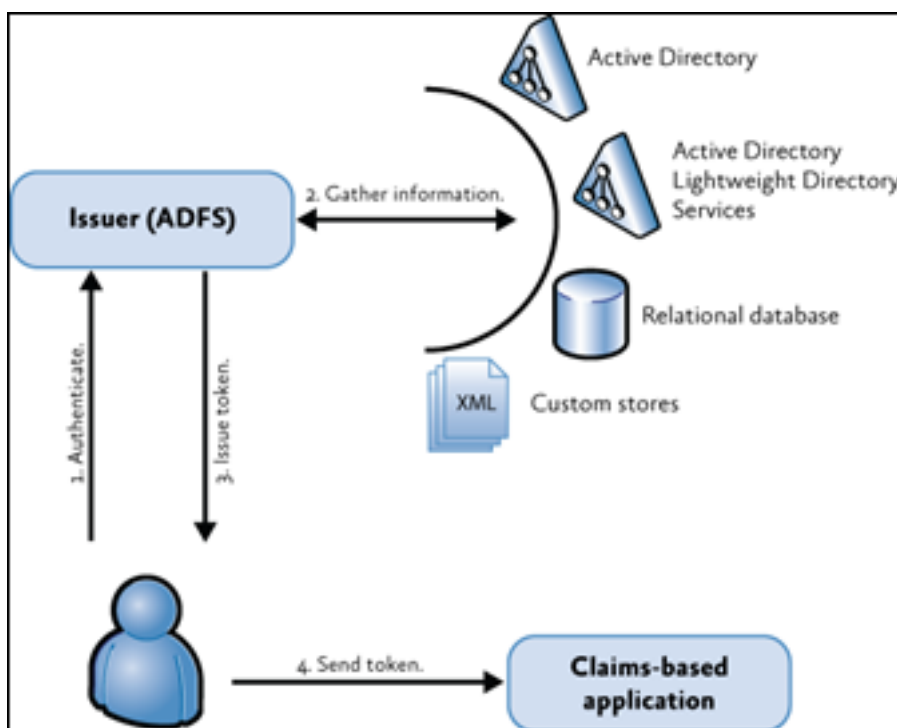 Active Directory
Active Directory
Lightweight Directory
Services
2. Gather information.
Issuer (ADFS)
Relational database
XML
Custom stores
1. Authenticate.
3. Issue token.
4. Send token.
Claims-based
application